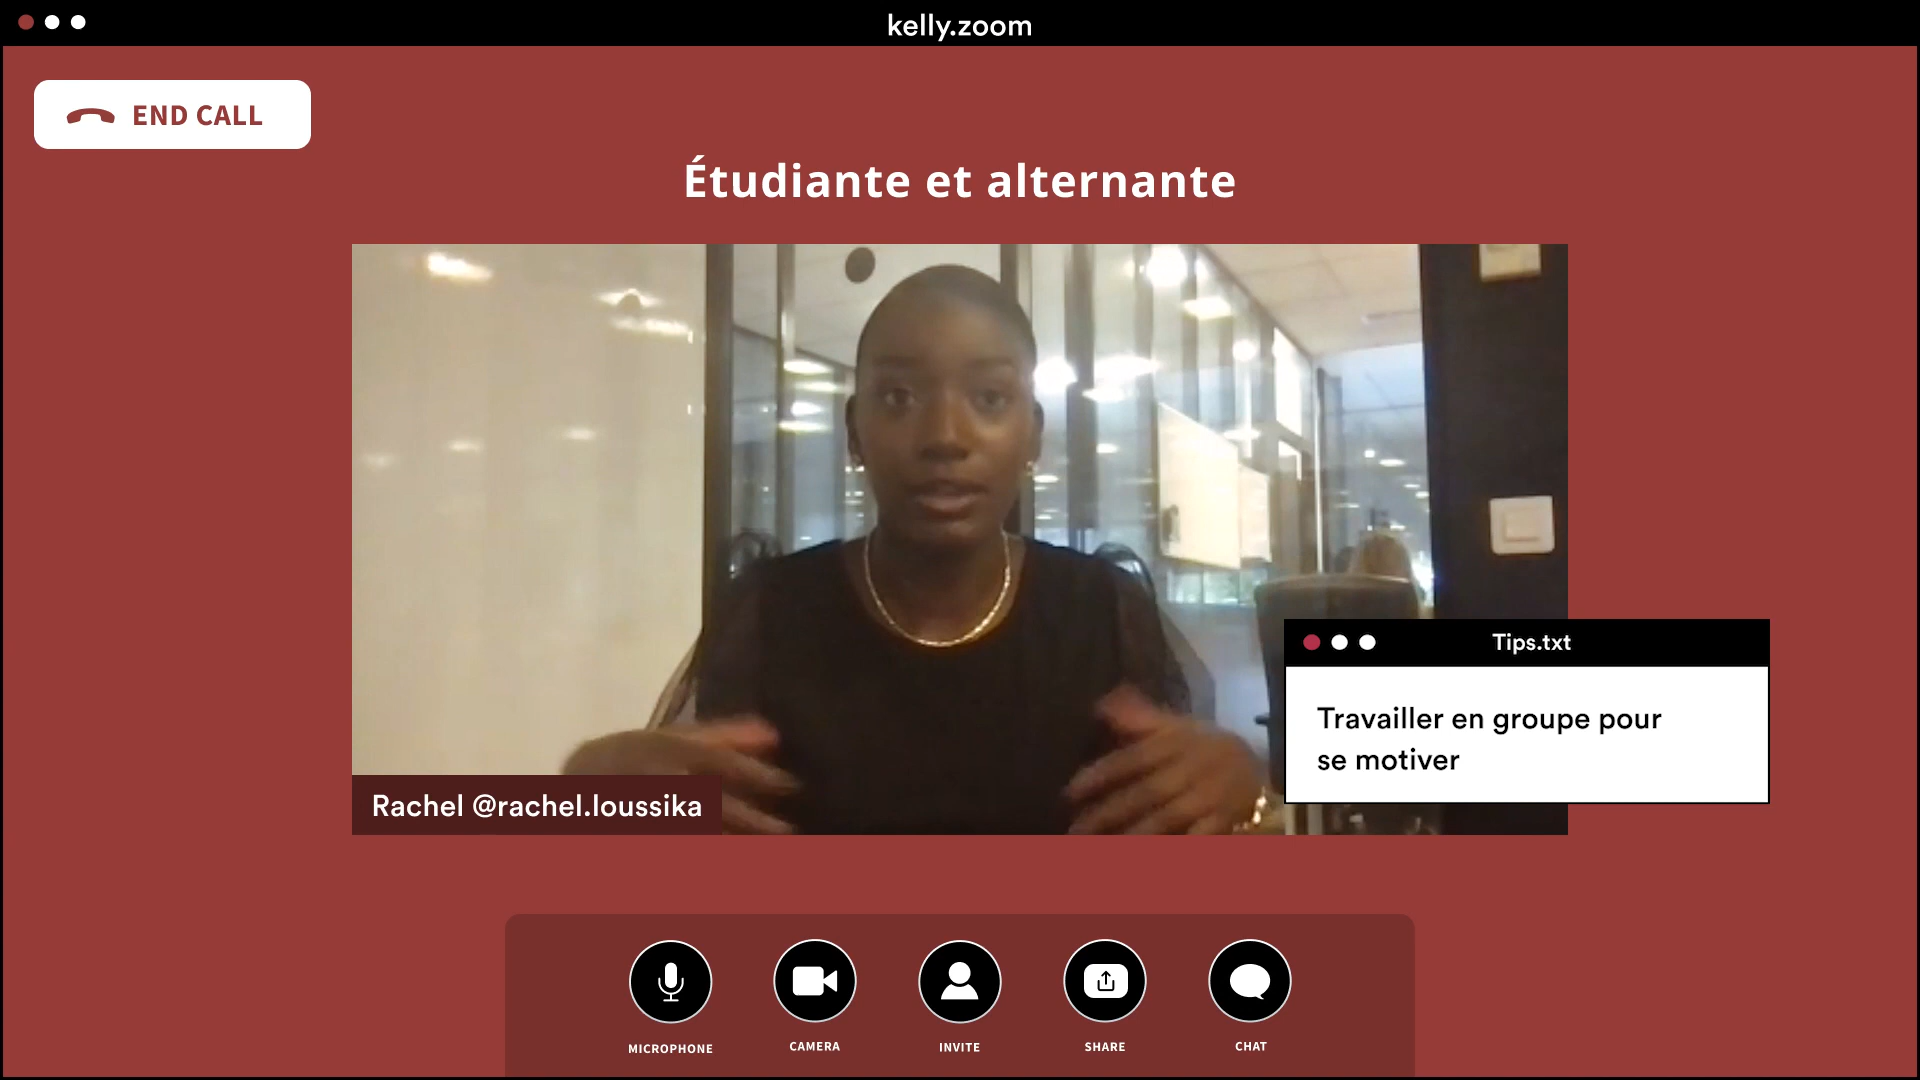 kelly.zoom
END CALL
Étudiante et alternante
Tips.txt
Travailler en groupe pour
se motiver
Rachel @rachel.loussika
MICROPHONE
CAMERA
INVITE
SHARE
CHAT